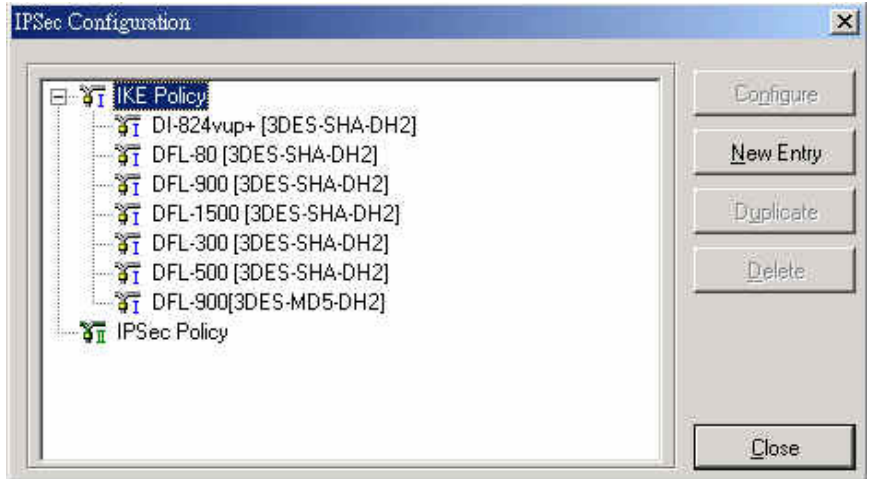 IPSec Configuration
IKE Policy
DI-824vup+ [3DES-SHA-DH2]
DFL-80 [3DES-SHA-DH2]
DFL-900 [3DES-SHA-DH2]
DFL-1500 [3DES-SHA-DH2]
DFL-300 [3DES-SHA-DH2]
DFL-500 [3DES-SHA-DH2]
DFL-900[3DES-MD5-DH2]
IPSec Policy
Configure
New Entry
Duplicate
Delete
Close